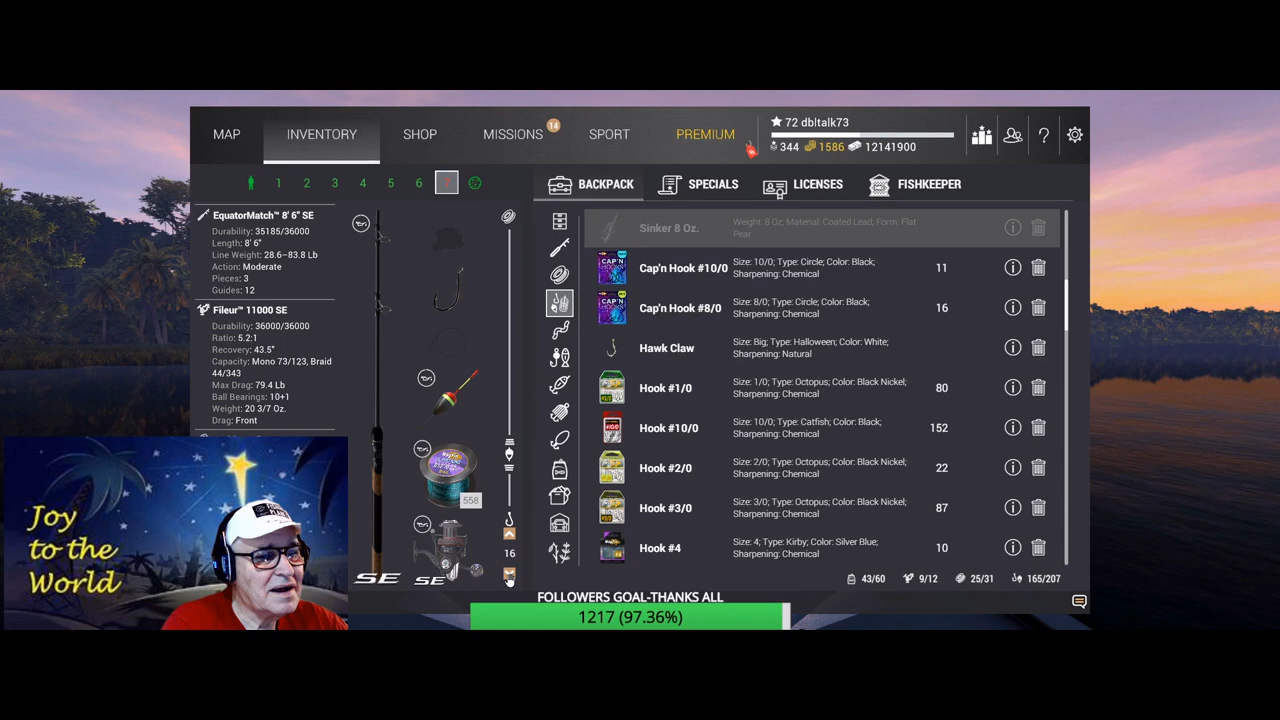 MAP INVENTORY SHOP MISSIONS 14 SPORT PREMIUM
72 dbltalk73
344 1586 12141900
1 2 3 4 5 6 7
BACKPACK SPECIALS LICENSES FISHKEEPER
EquatorMatch™ 8' 6" SE
Durability: 35185/36000
Length: 8' 6"
Line Weight: 28.6–83.8 Lb
Action: Moderate
Pieces: 3
Guides: 12
Fileur™ 11000 SE
Durability: 36000/36000
Ratio: 5.2:1
Recovery: 43.5"
Capacity: Mono 73/123, Braid
44/343
Max Drag: 79.4 Lb
Ball Bearings: 10+1
Weight: 20 3/7 Oz.
Drag: Front
558
16
SE SE
Sinker 8 Oz. Weight: 8 Oz; Material: Coated Lead; Form: Flat
Pear
Cap'n Hook #10/0 Size: 10/0; Type: Circle; Color: Black;
Sharpening: Chemical 11
Cap'n Hook #8/0 Size: 8/0; Type: Circle; Color: Black;
Sharpening: Chemical 16
Hawk Claw Size: Big; Type: Halloween; Color: White;
Sharpening: Natural
Hook #1/0 Size: 1/0; Type: Octopus; Color: Black Nickel;
Sharpening: Chemical 80
Hook #10/0 Size: 10/0; Type: Catfish; Color: Black;
Sharpening: Chemical 152
Hook #2/0 Size: 2/0; Type: Octopus; Color: Black Nickel;
Sharpening: Chemical 22
Hook #3/0 Size: 3/0; Type: Octopus; Color: Black Nickel;
Sharpening: Chemical 87
Hook #4 Size: 4; Type: Kirby; Color: Silver Blue;
Sharpening: Chemical 10
43/60 9/12 25/31 165/207
Joy
to the
World
FOLLOWERS GOAL-THANKS ALL
1217 (97.36%)